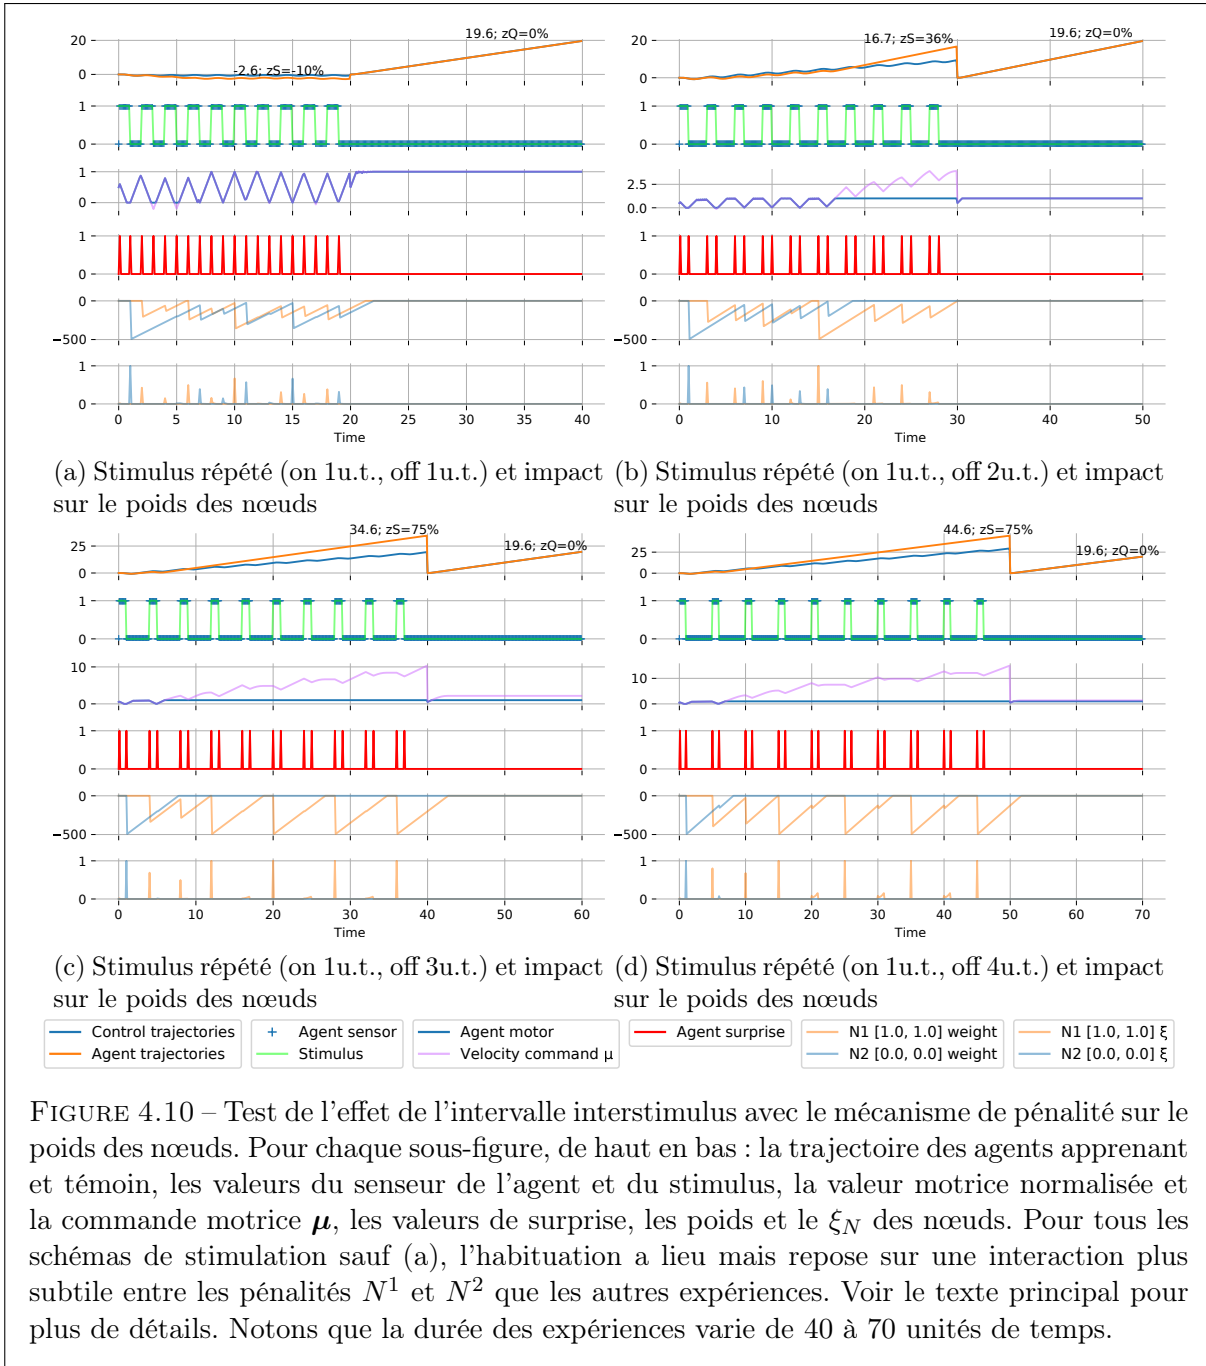 19.6; zQ=0%
-2.6; zS=-10%
20
0
1
0
1
0
1
0
0
−500
1
0
0 5 10 15 20 25 30 35 40
Time
(a) Stimulus répété (on 1u.t., off 1u.t.) et impact
sur le poids des nœuds
16.7; zS=36%
19.6; zQ=0%
20
0
1
0
2.5
0.0
1
0
0
−500
1
0
0 10 20 30 40 50
Time
(b) Stimulus répété (on 1u.t., off 2u.t.) et impact
sur le poids des nœuds
34.6; zS=75%
19.6; zQ=0%
25
0
1
0
10
0
1
0
0
−500
1
0
0 10 20 30 40 50 60
Time
(c) Stimulus répété (on 1u.t., off 3u.t.) et impact
sur le poids des nœuds
44.6; zS=75%
19.6; zQ=0%
25
0
1
0
10
0
1
0
0
−500
1
0
0 10 20 30 40 50 60 70
Time
(d) Stimulus répété (on 1u.t., off 4u.t.) et impact
sur le poids des nœuds
Control trajectories
Agent trajectories
Agent sensor
Stimulus
Agent motor
Velocity command μ
Agent surprise
N1 [1.0, 1.0] weight
N2 [0.0, 0.0] weight
N1 [1.0, 1.0] ξ
N2 [0.0, 0.0] ξ
FIGURE 4.10 – Test de l'effet de l'intervalle interstimulus avec le mécanisme de pénalité sur le
poids des nœuds. Pour chaque sous-figure, de haut en bas : la trajectoire des agents apprenant
et témoin, les valeurs du senseur de l'agent et du stimulus, la valeur motrice normalisée et
la commande motrice μ, les valeurs de surprise, les poids et le ξ_N des nœuds. Pour tous les
schémas de stimulation sauf (a), l'habituation a lieu mais repose sur une interaction plus
subtile entre les pénalités N¹ et N² que les autres expériences. Voir le texte principal pour
plus de détails. Notons que la durée des expériences varie de 40 à 70 unités de temps.